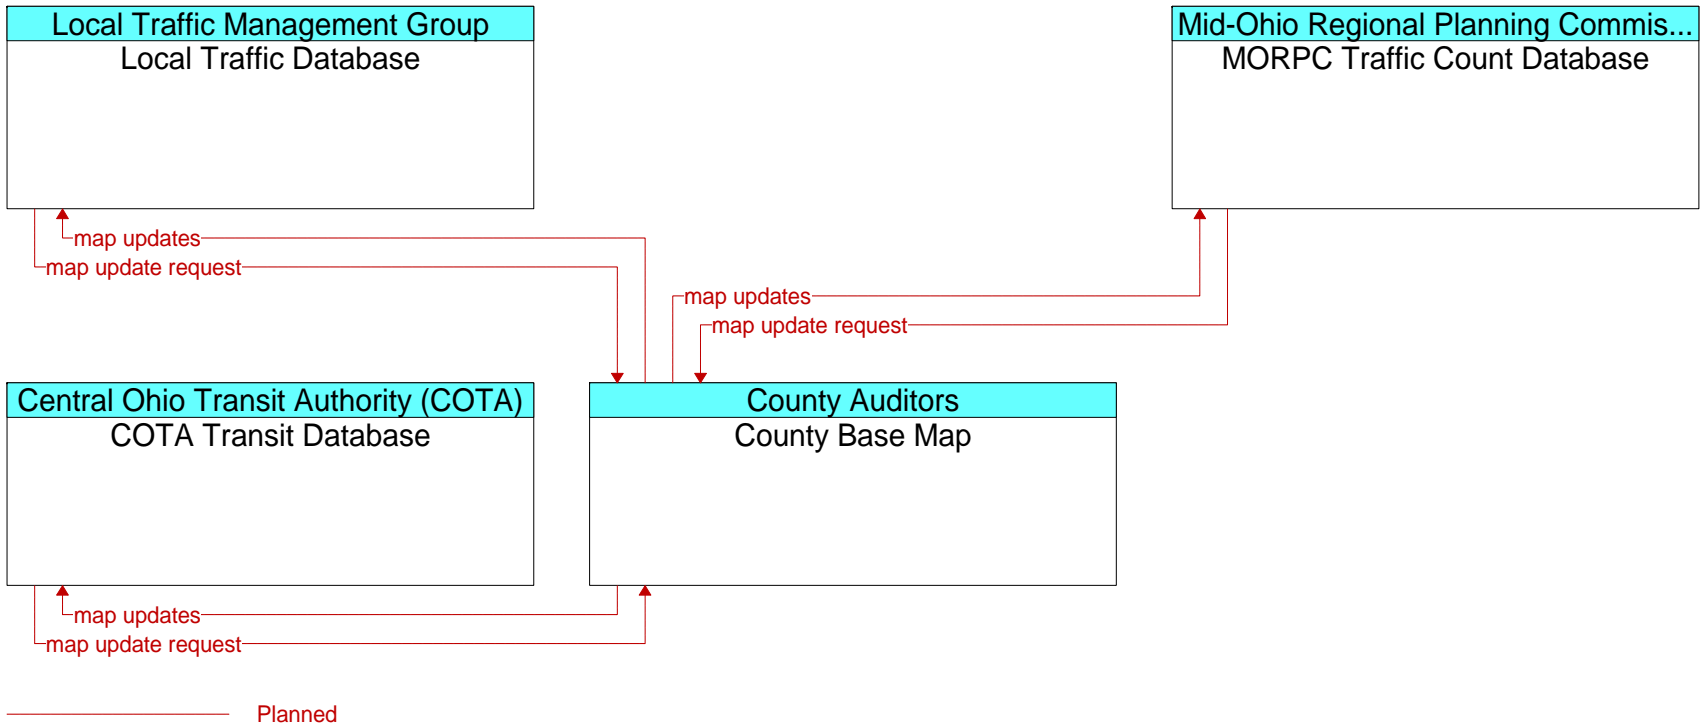 Local Traffic Management Group
Local Traffic Database
Mid-Ohio Regional Planning Commis...
MORPC Traffic Count Database
map updates
map update request
map updates
map update request
Central Ohio Transit Authority (COTA)
COTA Transit Database
County Auditors
County Base Map
map updates
map update request
Planned